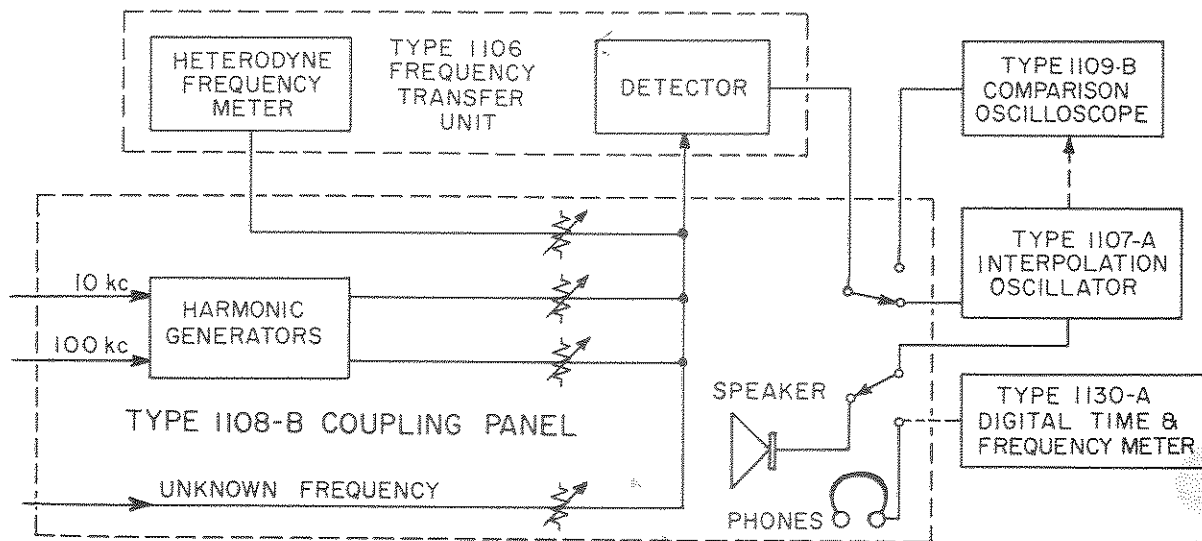 HETERODYNE
FREQUENCY
METER
TYPE 1106
FREQUENCY
TRANSFER
UNIT
DETECTOR
TYPE 1109-B
COMPARISON
OSCILLOSCOPE
10 kc
100 kc
HARMONIC
GENERATORS
TYPE 1107-A
INTERPOLATION
OSCILLATOR
TYPE 1108-B COUPLING PANEL
SPEAKER
TYPE 1130-A
DIGITAL TIME &
FREQUENCY METER
UNKNOWN FREQUENCY
PHONES